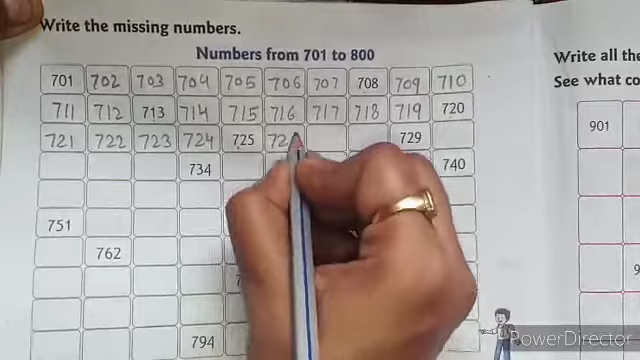 Write the missing numbers.
Numbers from 701 to 800
701 702 703 704 705 706 707 708 709 710
711 712 713 714 715 716 717 718 719 720
721 722 723 724 725 72 729
734 740
751
762
794
Write all the
See what co
901
9
PowerDirector